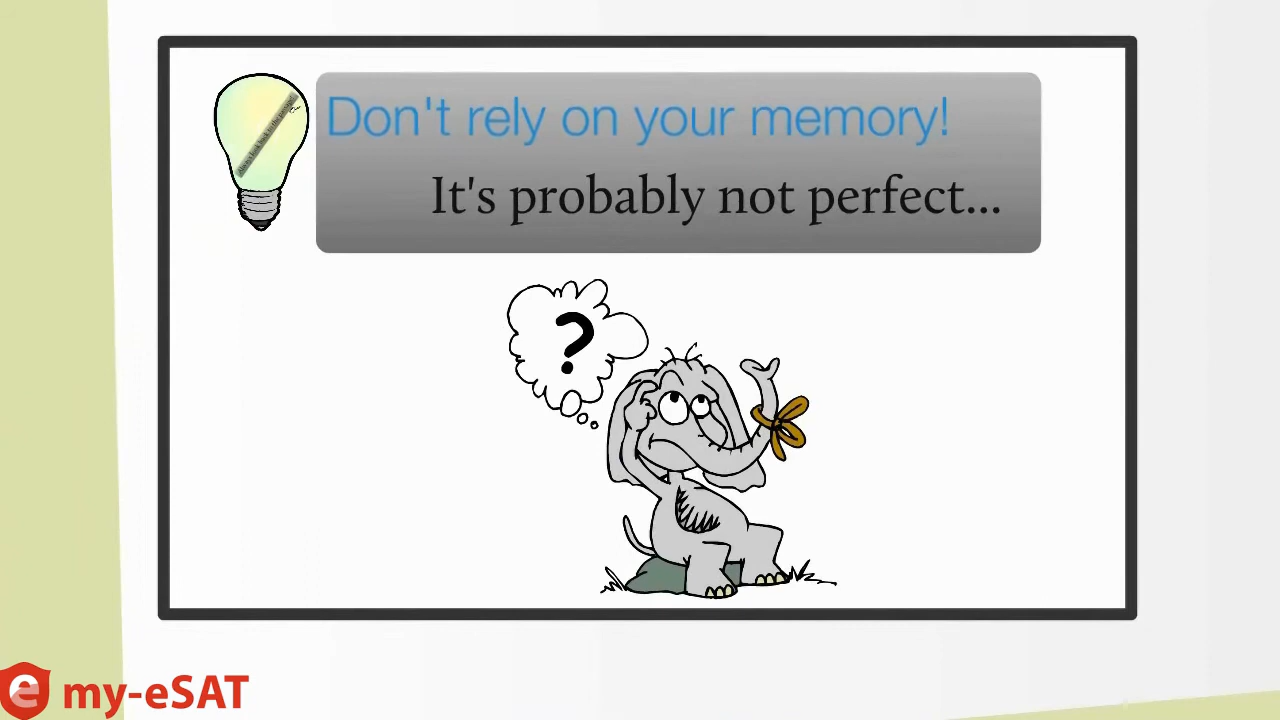 Don't rely on your memory!
It's probably not perfect...
?
e my-eSAT